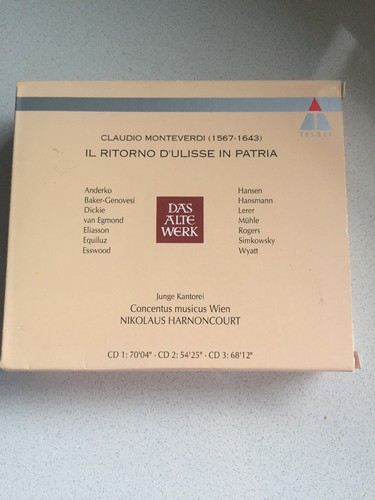 TELDEC
CLAUDIO MONTEVERDI (1567-1643)
IL RITORNO D'ULISSE IN PATRIA
Anderko
Baker-Genovesi
Dickie
van Egmond
Eliasson
Equiluz
Esswood
DAS
ALTE
WERK
Hansen
Hansmann
Lerer
Mühle
Rogers
Simkowsky
Wyatt
Junge Kantorei
Concentus musicus Wien
NIKOLAUS HARNONCOURT
CD 1: 70'04" · CD 2: 54'25" · CD 3: 68'12"